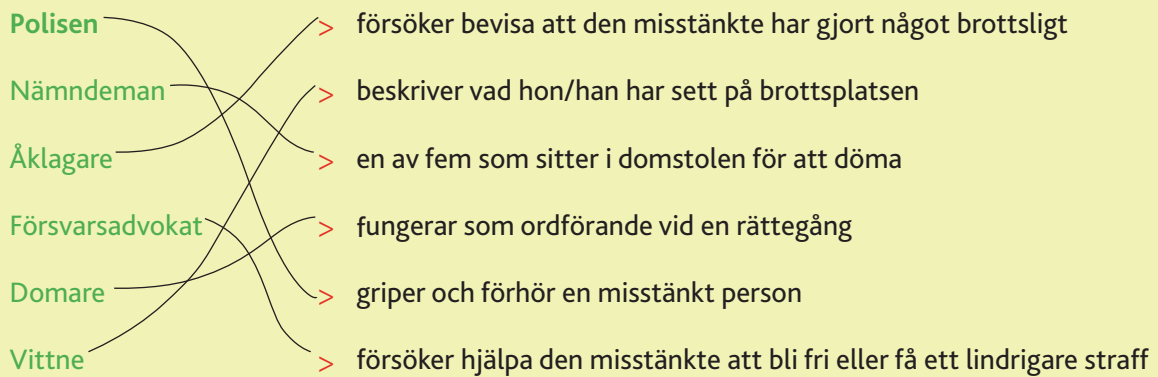 Polisen > försöker bevisa att den misstänkte har gjort något brottsligt
Nämndeman > beskriver vad hon/han har sett på brottsplatsen
Åklagare > en av fem som sitter i domstolen för att döma
Försvarsadvokat > fungerar som ordförande vid en rättegång
Domare > griper och förhör en misstänkt person
Vittne > försöker hjälpa den misstänkte att bli fri eller få ett lindrigare straff